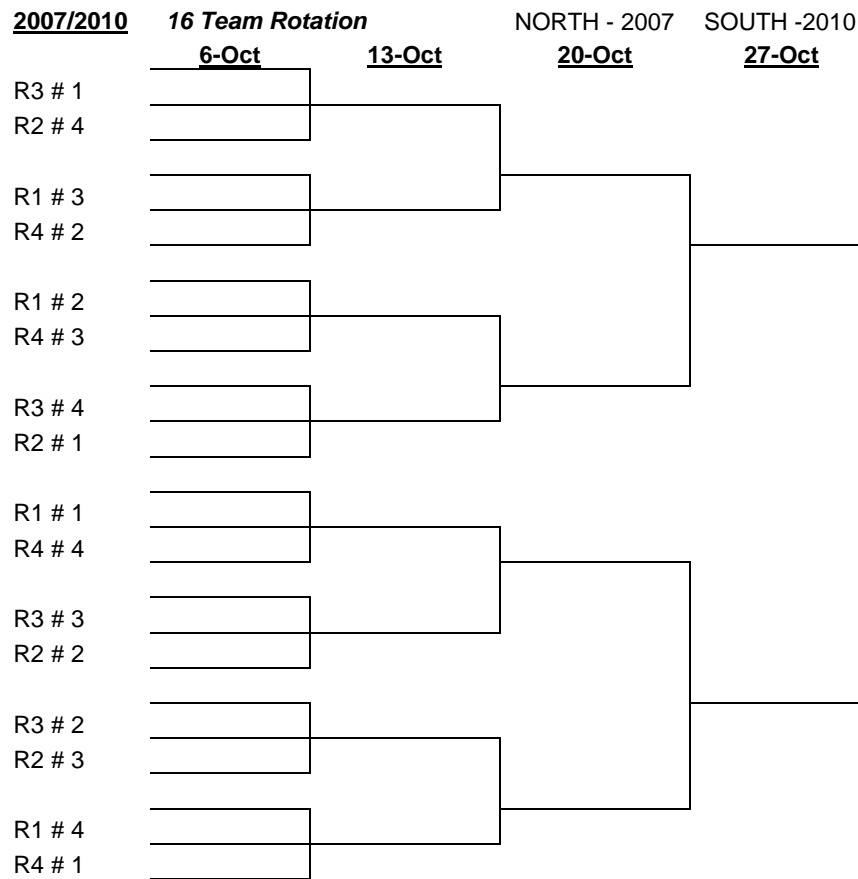 2007/2010 16 Team Rotation NORTH - 2007 SOUTH -2010
6-Oct 13-Oct 20-Oct 27-Oct
R3 # 1
R2 # 4
R1 # 3
R4 # 2
R1 # 2
R4 # 3
R3 # 4
R2 # 1
R1 # 1
R4 # 4
R3 # 3
R2 # 2
R3 # 2
R2 # 3
R1 # 4
R4 # 1